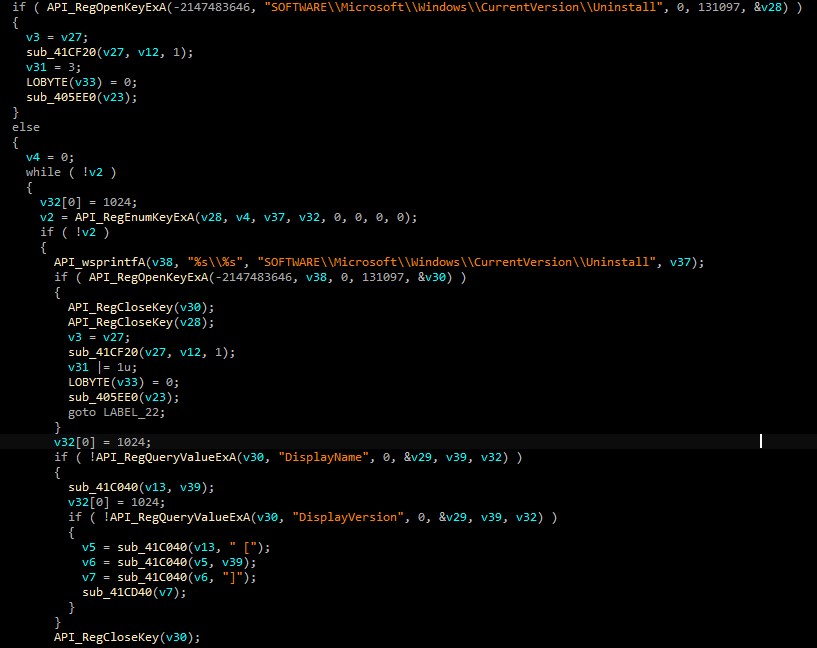 if ( API_RegOpenKeyExA(-2147483646, "SOFTWARE\\Microsoft\\Windows\\CurrentVersion\\Uninstall", 0, 131097, &v28) )
{
v3 = v27;
sub_41CF20(v27, v12, 1);
v31 = 3;
LOBYTE(v33) = 0;
sub_405EE0(v23);
}
else
{
v4 = 0;
while ( !v2 )
{
v32[0] = 1024;
v2 = API_RegEnumKeyExA(v28, v4, v37, v32, 0, 0, 0, 0);
if ( !v2 )
{
API_wsprintfA(v38, "%s\\%s", "SOFTWARE\\Microsoft\\Windows\\CurrentVersion\\Uninstall", v37);
if ( API_RegOpenKeyExA(-2147483646, v38, 0, 131097, &v30) )
{
API_RegCloseKey(v30);
API_RegCloseKey(v28);
v3 = v27;
sub_41CF20(v27, v12, 1);
v31 |= 1u;
LOBYTE(v33) = 0;
sub_405EE0(v23);
goto LABEL_22;
}
v32[0] = 1024;
if ( !API_RegQueryValueExA(v30, "DisplayName", 0, &v29, v39, v32) )
{
sub_41C040(v13, v39);
v32[0] = 1024;
if ( !API_RegQueryValueExA(v30, "DisplayVersion", 0, &v29, v39, v32) )
{
v5 = sub_41C040(v13, " [");
v6 = sub_41C040(v5, v39);
v7 = sub_41C040(v6, "]");
sub_41CD40(v7);
}
}
API_RegCloseKey(v30);